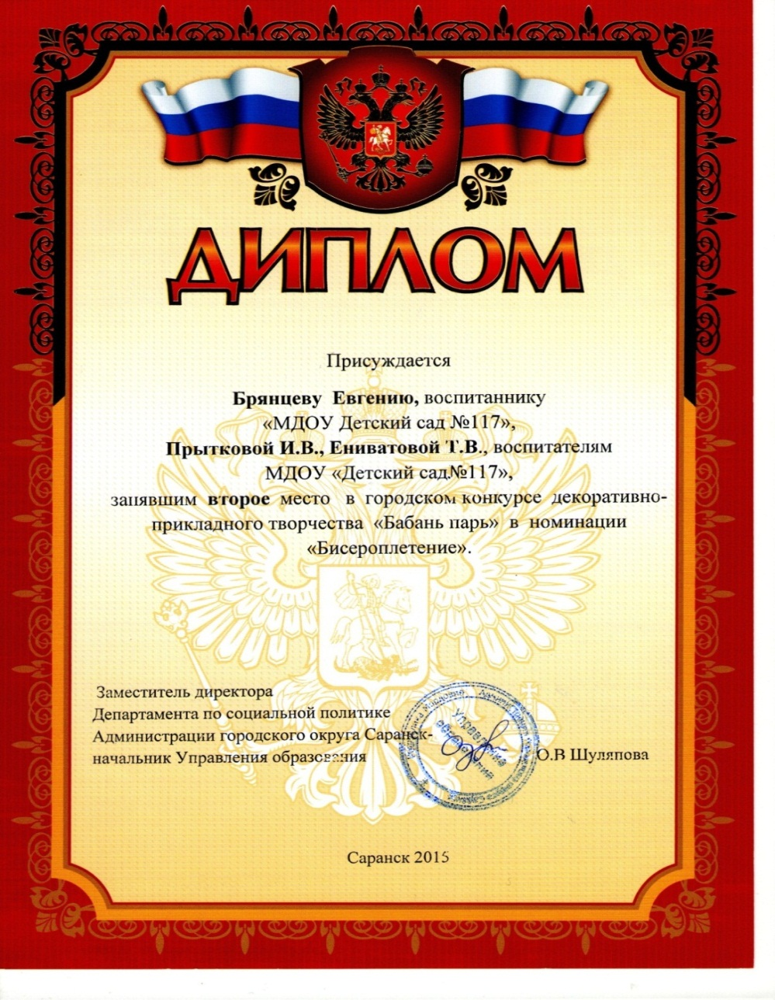 ДИПЛОМ
Присуждается
Брянцеву Евгению, воспитаннику
«МДОУ Детский сад №117»,
Прытковой И.В., Ениватовой Т.В., воспитателям
МДОУ «Детский сад№117»,
занявшим второе место в городском конкурсе декоративно-
прикладного творчества «Бабань парь» в номинации
«Бисероплетение».
Заместитель директора
Департамента по социальной политике
Администрации городского округа Саранск-
начальник Управления образования
О.В Шуляпова
Управление
образования
Саранск 2015